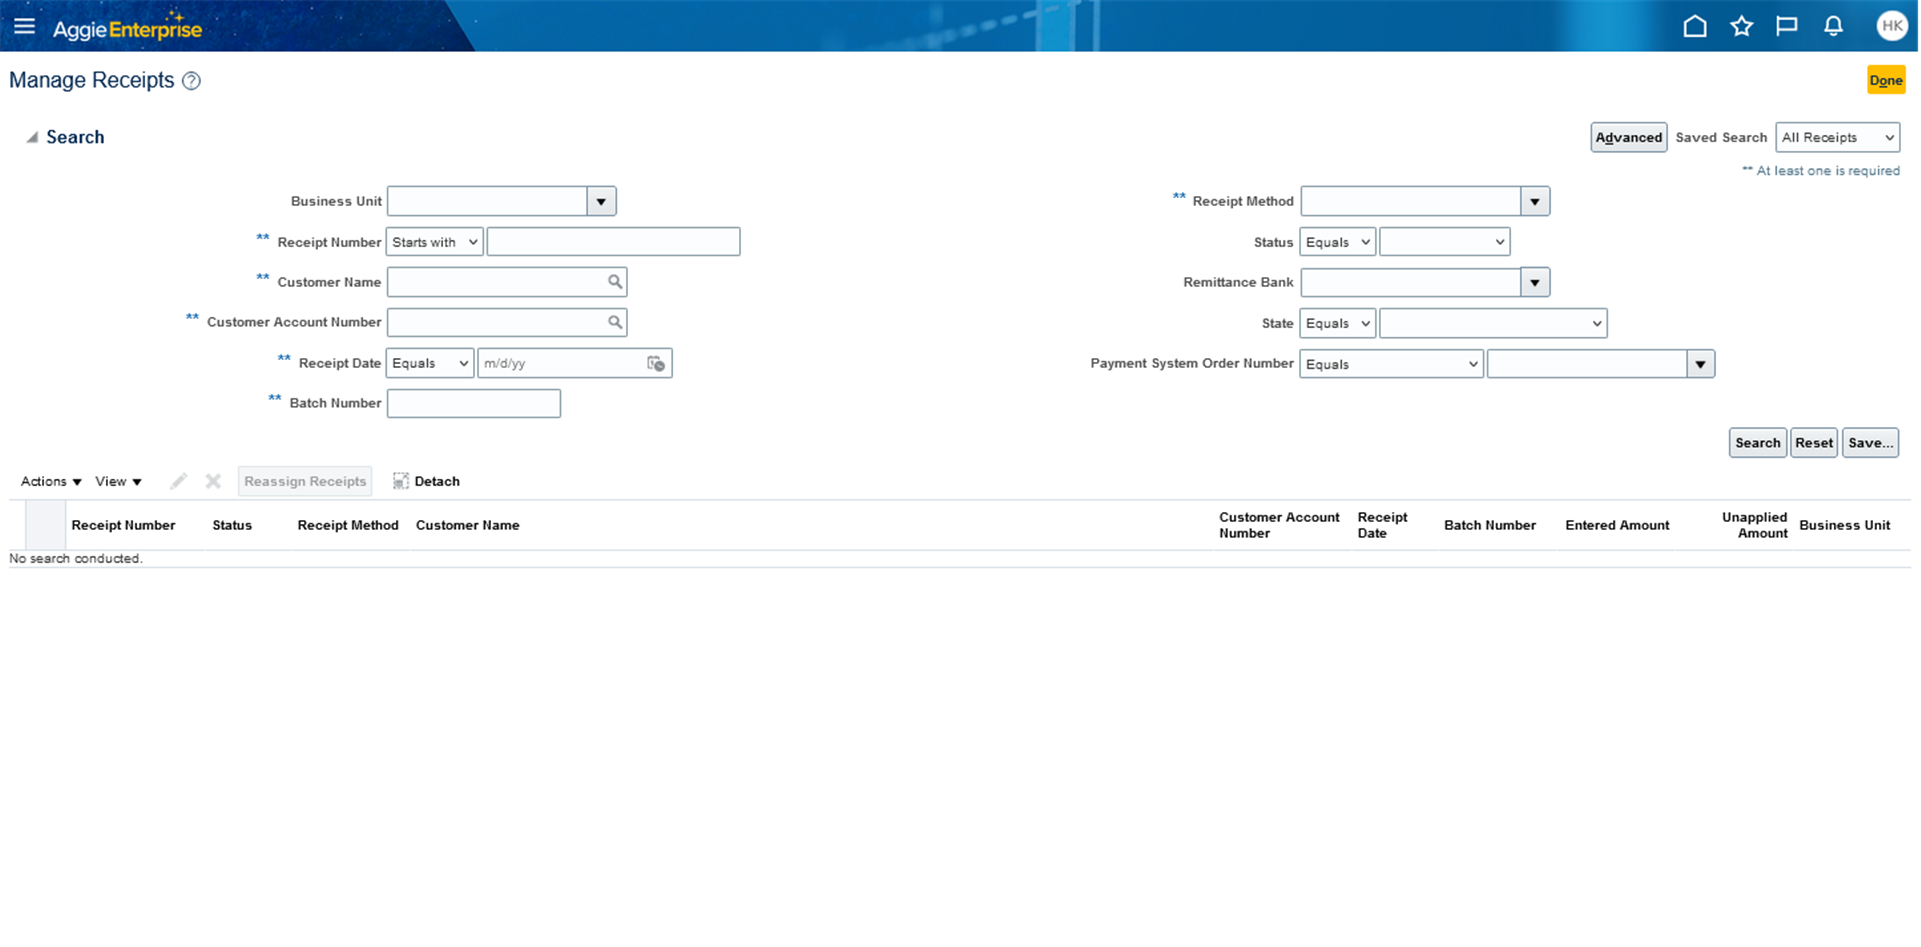 AggieEnterprise
HK
Manage Receipts ?
Done
Search
Advanced Saved Search All Receipts
** At least one is required
Business Unit
** Receipt Number Starts with
** Customer Name
** Customer Account Number
** Receipt Date Equals m/d/yy
** Batch Number
** Receipt Method
Status Equals
Remittance Bank
State Equals
Payment System Order Number Equals
Search Reset Save...
Actions View Reassign Receipts Detach
Receipt Number Status Receipt Method Customer Name Customer Account Number Receipt Date Batch Number Entered Amount Unapplied Amount Business Unit
No search conducted.